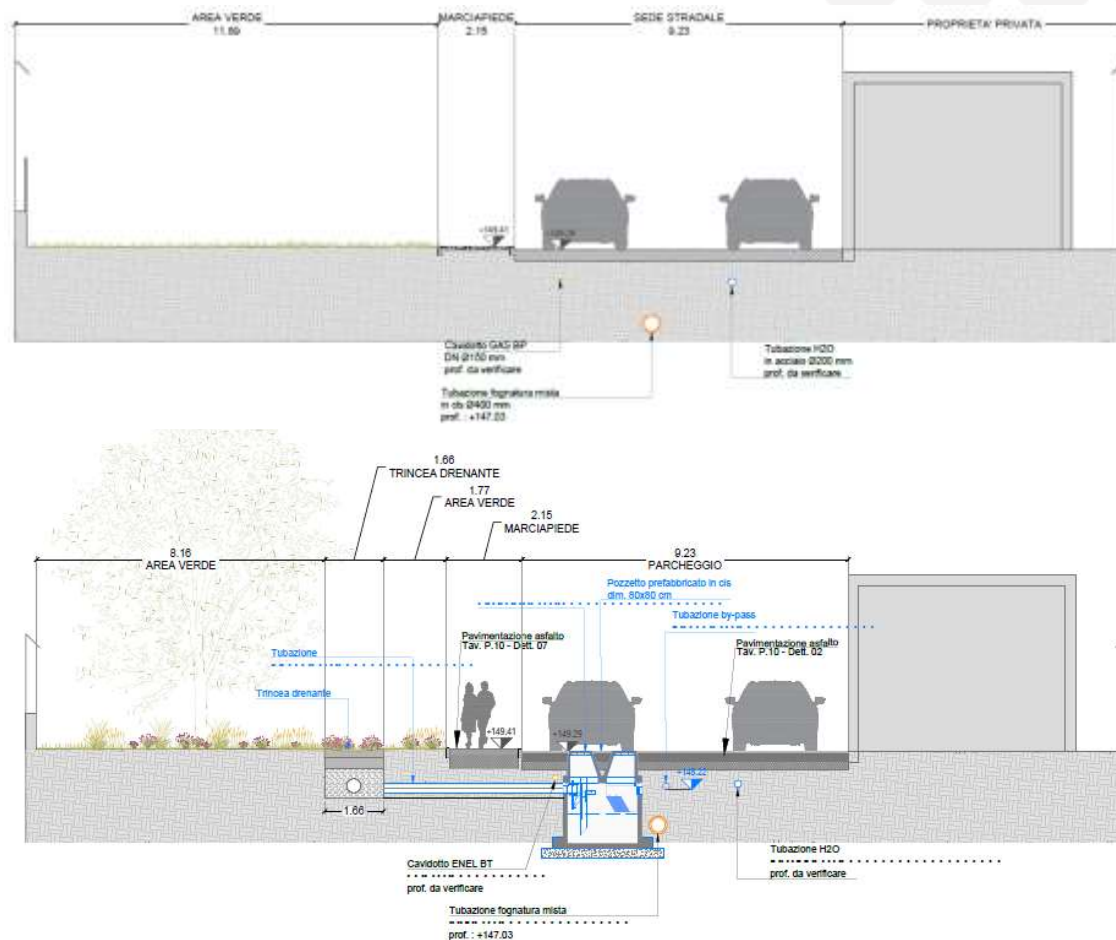 AREA VERDE
11.89
MARCIAPIEDE
2.15
SEDE STRADALE
9.23
PROPRIETA' PRIVATA
+149.41
+149.29
Cavidotto GAS BP
DN Ø150 mm
prof. da verificare
Tubazione fognatura mista
in cls Ø400 mm
prof. : +147.03
Tubazione H2O
in acciaio Ø200 mm
prof. da verificare
1.66
TRINCEA DRENANTE
1.77
AREA VERDE
2.15
MARCIAPIEDE
8.16
AREA VERDE
9.23
PARCHEGGIO
Pozzetto prefabbricato in cls
dim. 80x80 cm
Tubazione by-pass
Pavimentazione asfalto
Tav. P.10 - Dett. 07
Pavimentazione asfalto
Tav. P.10 - Dett. 02
Tubazione
Trincea drenante
+149.41
+149.29
+148.22
1.66
Cavidotto ENEL BT
prof. da verificare
Tubazione fognatura mista
prof. : +147.03
Tubazione H2O
prof. da verificare